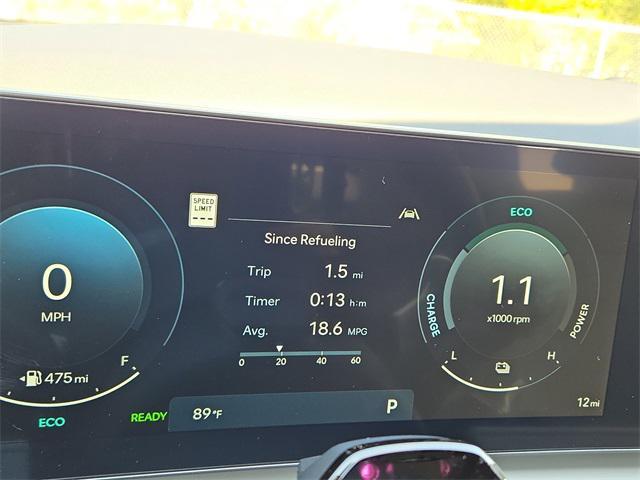 SPEED
LIMIT
---
Since Refueling
Trip 1.5 mi
Timer 0:13 h:m
Avg. 18.6 MPG
0 20 40 60
0
MPH
F
475 mi
ECO
READY
89°F P
ECO
CHARGE
POWER
1.1
x1000 rpm
L H
12 mi